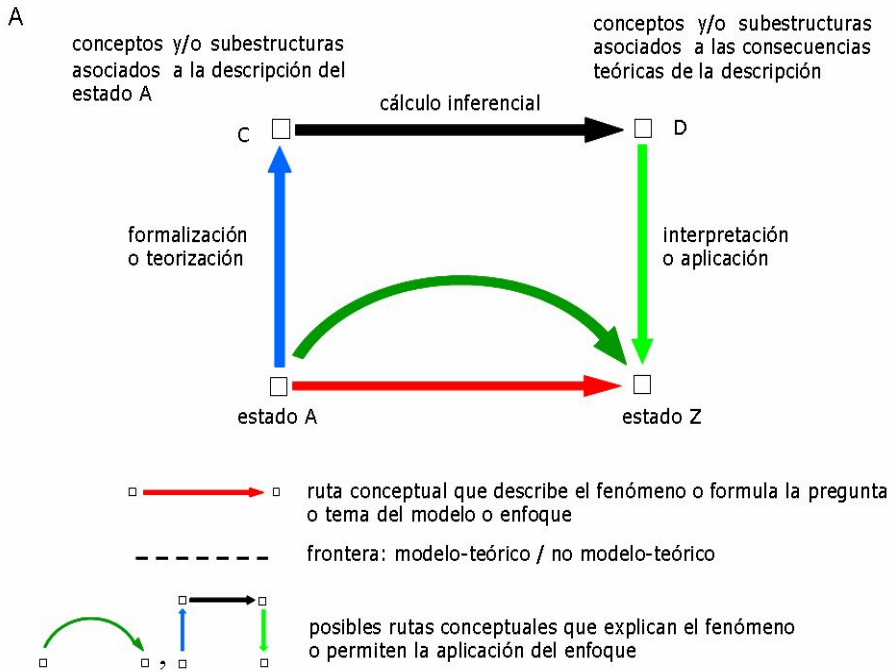 A
conceptos y/o subestructuras
asociados a la descripción del
estado A
conceptos y/o subestructuras
asociados a las consecuencias
teóricas de la descripción
cálculo inferencial
C
D
formalización
o teorización
interpretación
o aplicación
estado A
estado Z
ruta conceptual que describe el fenómeno o formula la pregunta
o tema del modelo o enfoque
frontera: modelo-teórico / no modelo-teórico
,
posibles rutas conceptuales que explican el fenómeno
o permiten la aplicación del enfoque